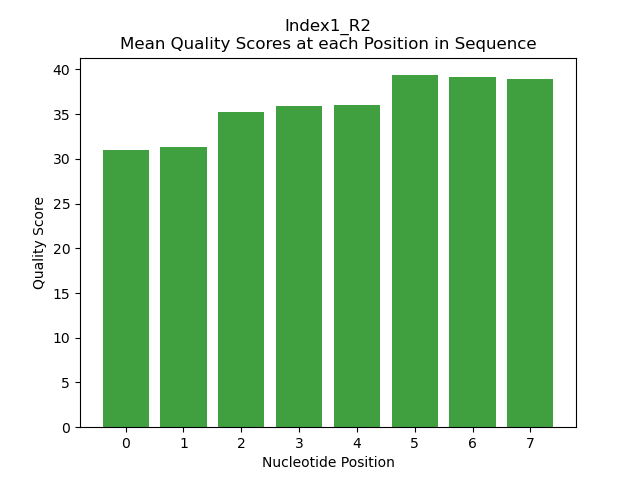 Index1_R2
Mean Quality Scores at each Position in Sequence
40
35
30
25
20
15
10
5
0
Quality Score
0 1 2 3 4 5 6 7
Nucleotide Position